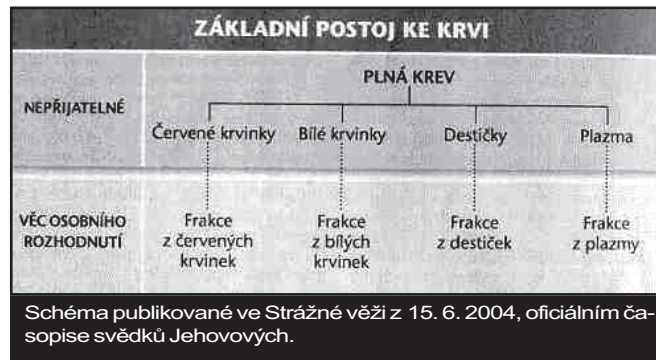 ZÁKLADNÍ POSTOJ KE KRVI
PLNÁ KREV
NEPŘIJATELNÉ
Červené krvinky Bílé krvinky Destičky Plazma
VĚC OSOBNÍHO
ROZHODNUTÍ
Frakce
z červených
krvinek
Frakce
z bílých
krvinek
Frakce
z destiček
Frakce
z plazmy
Schéma publikované ve Strážné věži z 15. 6. 2004, oficiálním ča-
sopise svědků Jehovových.